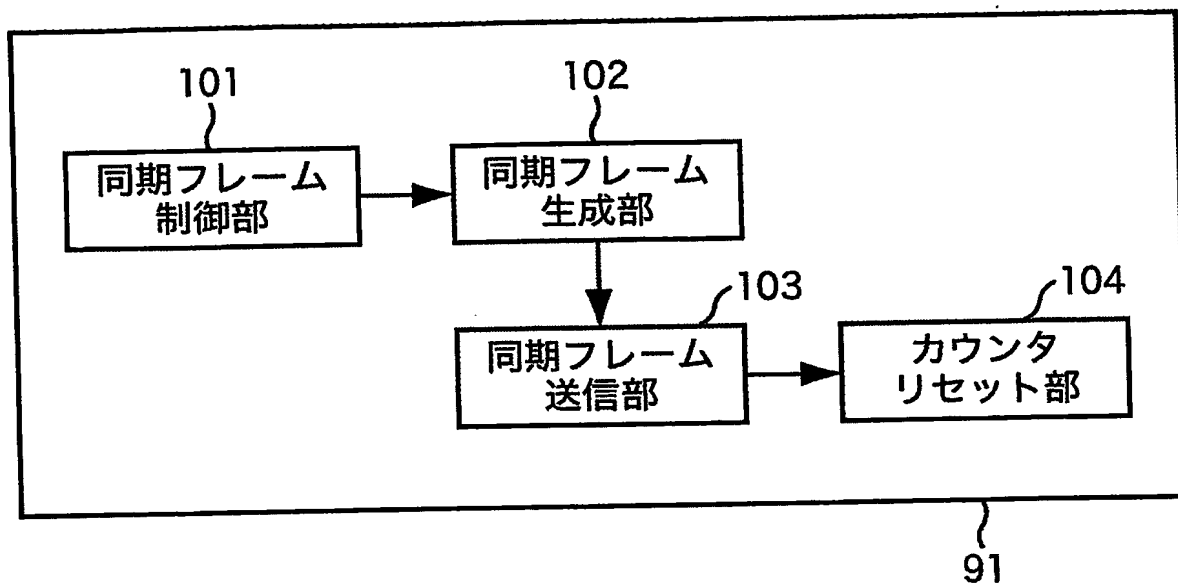 101
102
同期フレーム
制御部
同期フレーム
生成部
103
104
同期フレーム
送信部
カウンタ
リセット部
91